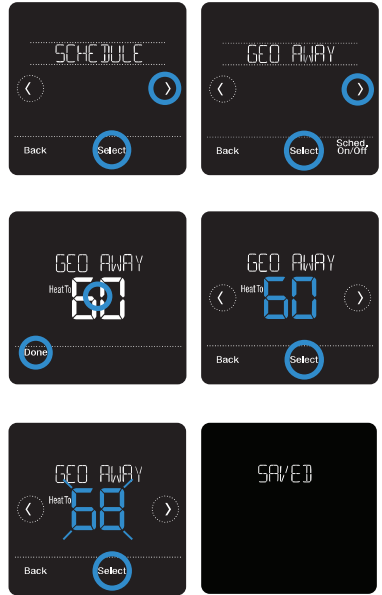 SCHEDULE
Back Select
GEO AWAY
Back Select Sched. On/Off
GEO AWAY
Heat To 60
Done
GEO AWAY
Heat To 60
Back Select
GEO AWAY
Heat To 68
Back Select
SAVED